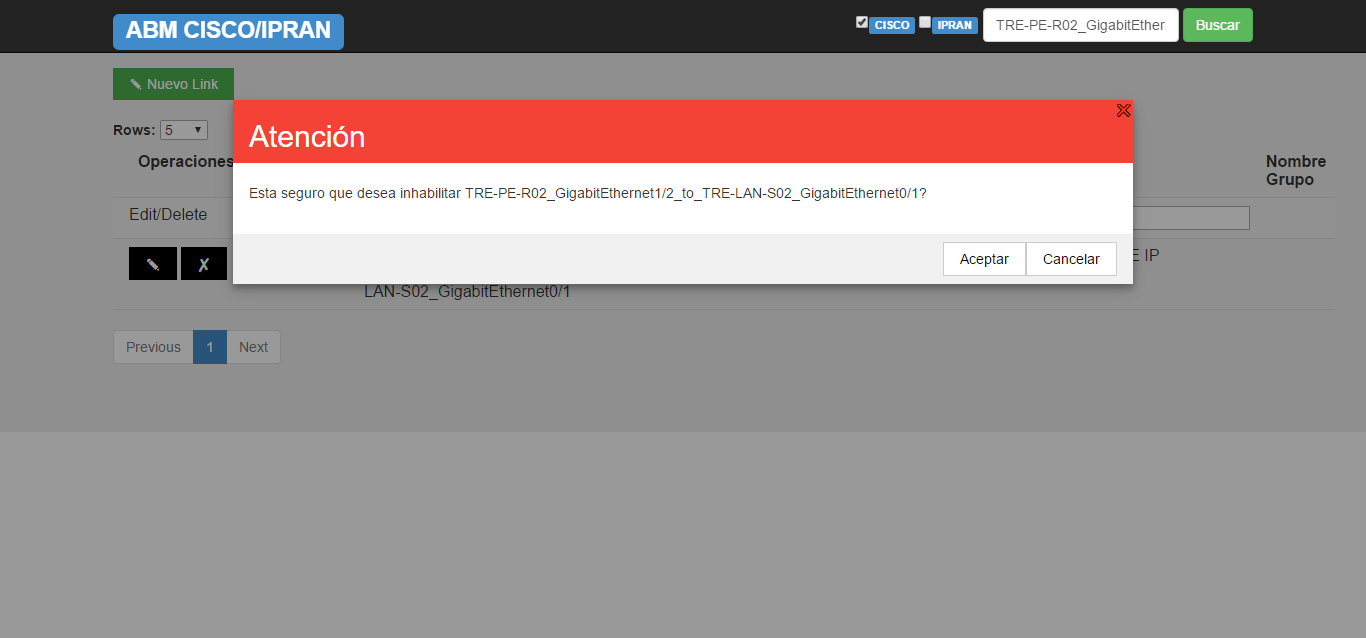 ABM CISCO/IPRAN
CISCO IPRAN TRE-PE-R02_GigabitEther Buscar
Nuevo Link
Rows: 5
Atención
Operaciones
Nombre
Grupo
Esta seguro que desea inhabilitar TRE-PE-R02_GigabitEthernet1/2_to_TRE-LAN-S02_GigabitEthernet0/1?
Edit/Delete
E IP
Aceptar Cancelar
LAN-S02_GigabitEthernet0/1
Previous 1 Next